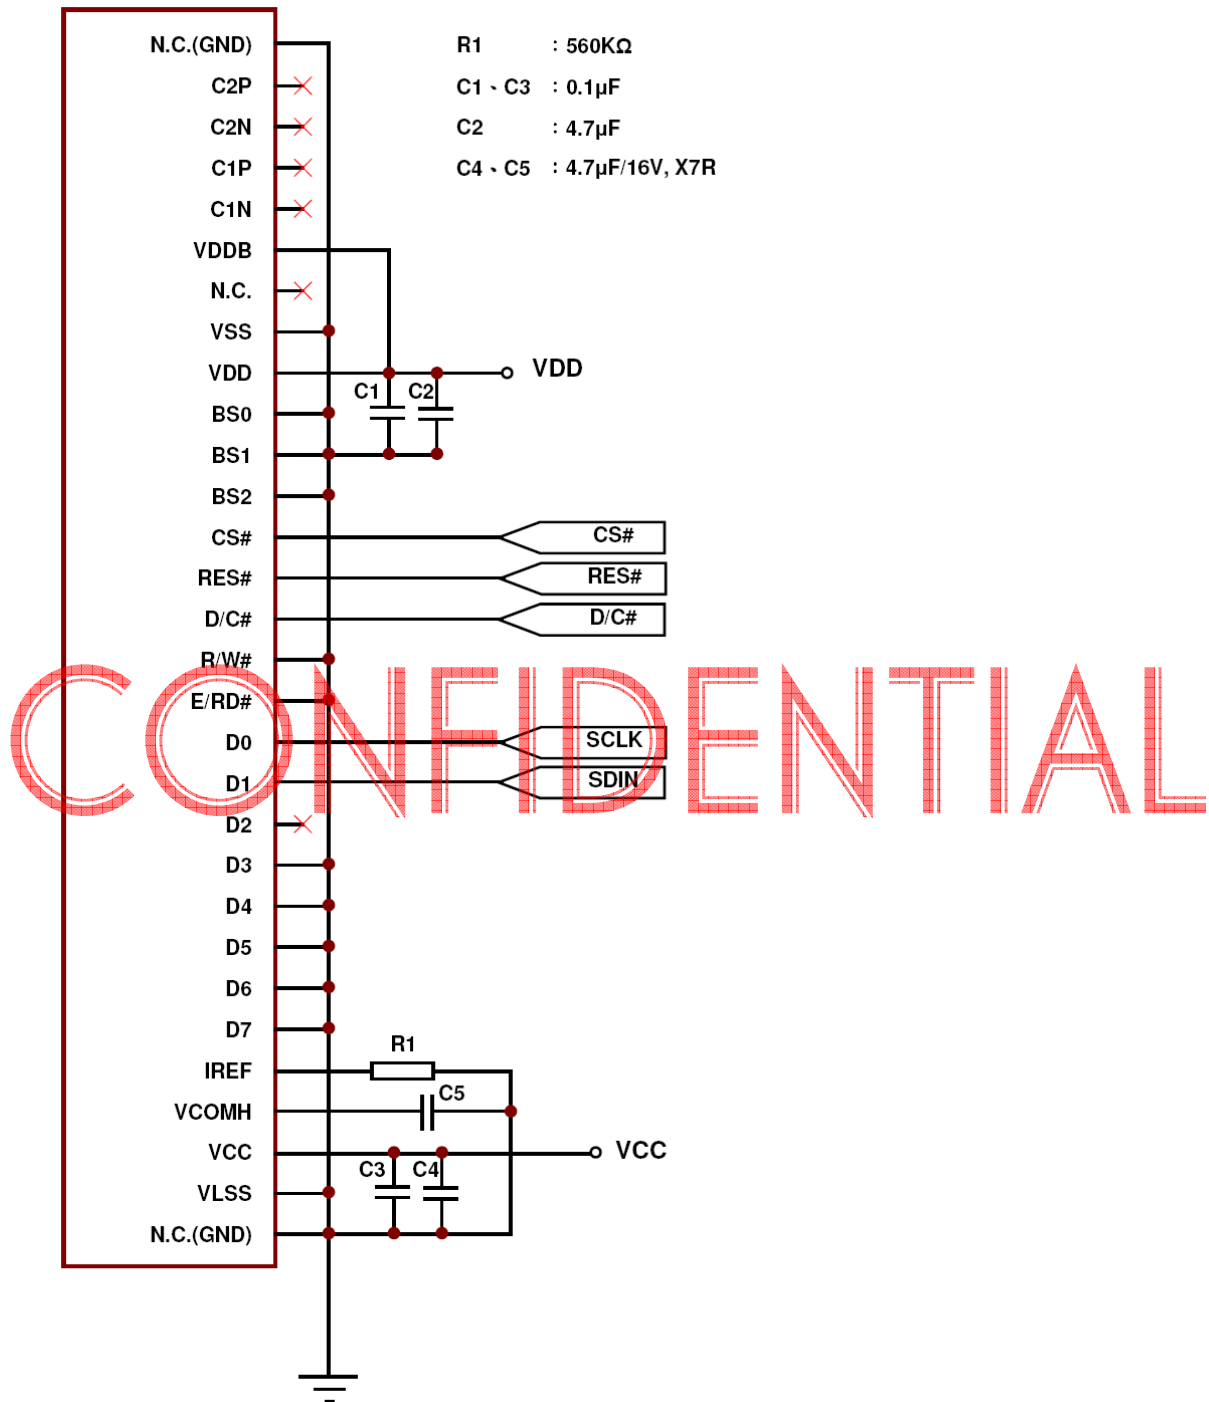 N.C.(GND)
R1 : 560KΩ
C2P
C1、C3 : 0.1µF
C2N
C2 : 4.7µF
C1P
C4、C5 : 4.7µF/16V, X7R
C1N
VDDB
N.C.
VSS
VDD
VDD
C1 C2
BS0
BS1
BS2
CS# CS#
RES# RES#
D/C# D/C#
R/W#
E/RD#
CONFIDENTIAL
D0 SCLK
D1 SDIN
D2
D3
D4
D5
D6
D7
R1
IREF
C5
VCOMH
VCC VCC
C3 C4
VLSS
N.C.(GND)